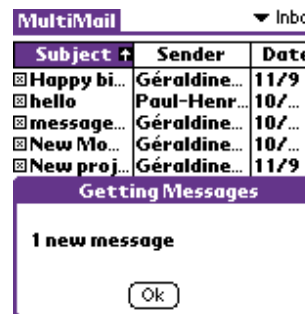 MultiMail ▼ Inbo
Subject Sender Date
Happy bi... Géraldine... 11/9
hello Paul-Henr... 10/...
message... Géraldine... 10/...
New Mo... Géraldine... 10/...
New proj... Géraldine... 11/9
Getting Messages
1 new message
Ok